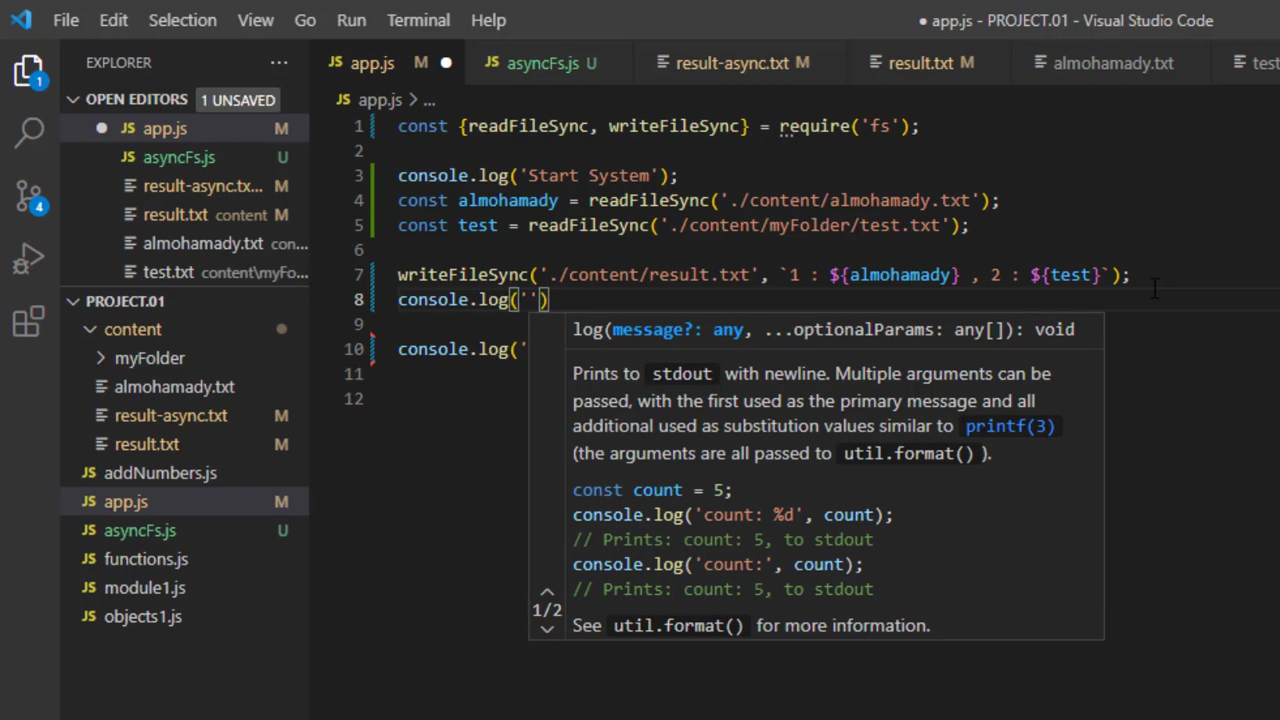 File Edit Selection View Go Run Terminal Help
● app.js - PROJECT.01 - Visual Studio Code
EXPLORER ...
JS app.js M ●
JS asyncFs.js U
result-async.txt M
result.txt M
almohamady.txt
test
1
4
OPEN EDITORS 1 UNSAVED
● JS app.js M
JS asyncFs.js U
result-async.tx... M
result.txt content M
almohamady.txt con...
test.txt content\myFo...
PROJECT.01
content
myFolder
almohamady.txt
result-async.txt M
result.txt M
JS addNumbers.js
JS app.js M
JS asyncFs.js U
JS functions.js
JS module1.js
JS objects1.js
JS app.js > ...
1 const {readFileSync, writeFileSync} = require('fs');
2
3 console.log('Start System');
4 const almohamady = readFileSync('./content/almohamady.txt');
5 const test = readFileSync('./content/myFolder/test.txt');
6
7 writeFileSync('./content/result.txt', `1 : ${almohamady} , 2 : ${test}`);
8 console.log('')
9
10 console.log('
11
12
log(message?: any, ...optionalParams: any[]): void
Prints to stdout with newline. Multiple arguments can be
passed, with the first used as the primary message and all
additional used as substitution values similar to printf(3)
(the arguments are all passed to util.format() ).
const count = 5;
console.log('count: %d', count);
// Prints: count: 5, to stdout
console.log('count:', count);
// Prints: count: 5, to stdout
1/2
See util.format() for more information.